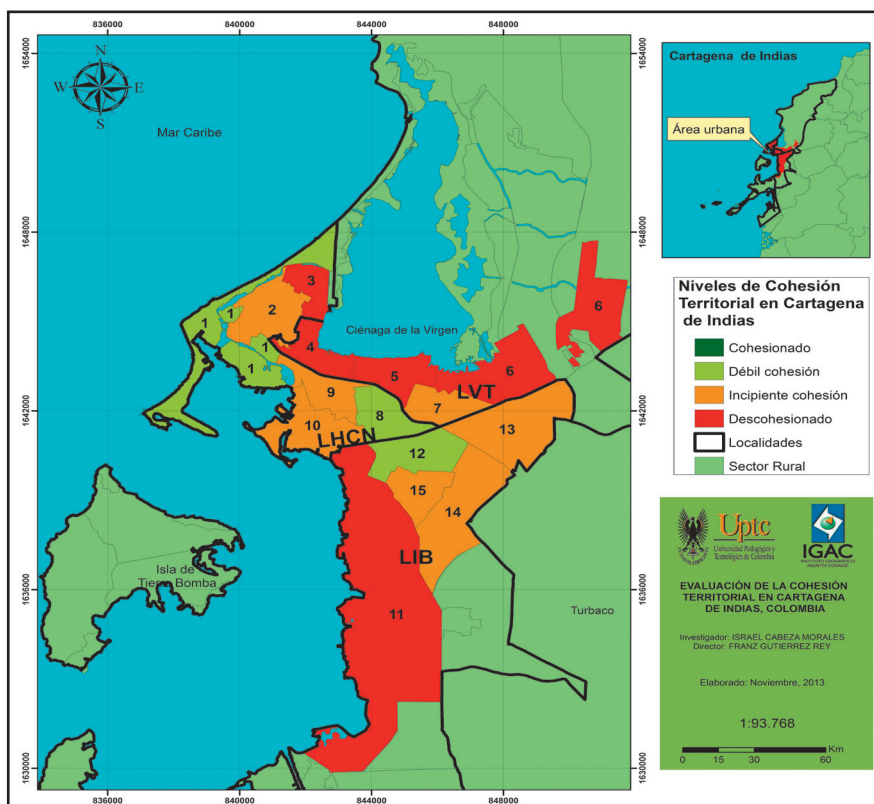 836000
840000
844000
848000
1654000
1648000
1642000
1636000
1630000
1654000
1648000
1642000
1636000
1630000
N
W
E
S
Mar Caribe
Ciénaga de la Virgen
Isla de
Tierra Bomba
Turbaco
3
2
1
1
1
1
4
5
6
6
LVT
7
9
8
10
LHCN
13
12
15
14
LIB
11
836000
840000
844000
848000
Cartagena de Indias
Área urbana
Niveles de Cohesión
Territorial en Cartagena
de Indias
Cohesionado
Débil cohesión
Incipiente cohesión
Descohesionado
Localidades
Sector Rural
Uptc
Universidad Pedagógica y
Tecnológica de Colombia
IGAC
INSTITUTO GEOGRÁFICO
AGUSTÍN CODAZZI
EVALUACIÓN DE LA COHESIÓN
TERRITORIAL EN CARTAGENA
DE INDIAS, COLOMBIA
Investigador: ISRAEL CABEZA MORALES
Director: FRANZ GUTIERREZ REY
Elaborado: Noviembre, 2013
1:93.768
Km
0 15 30 60